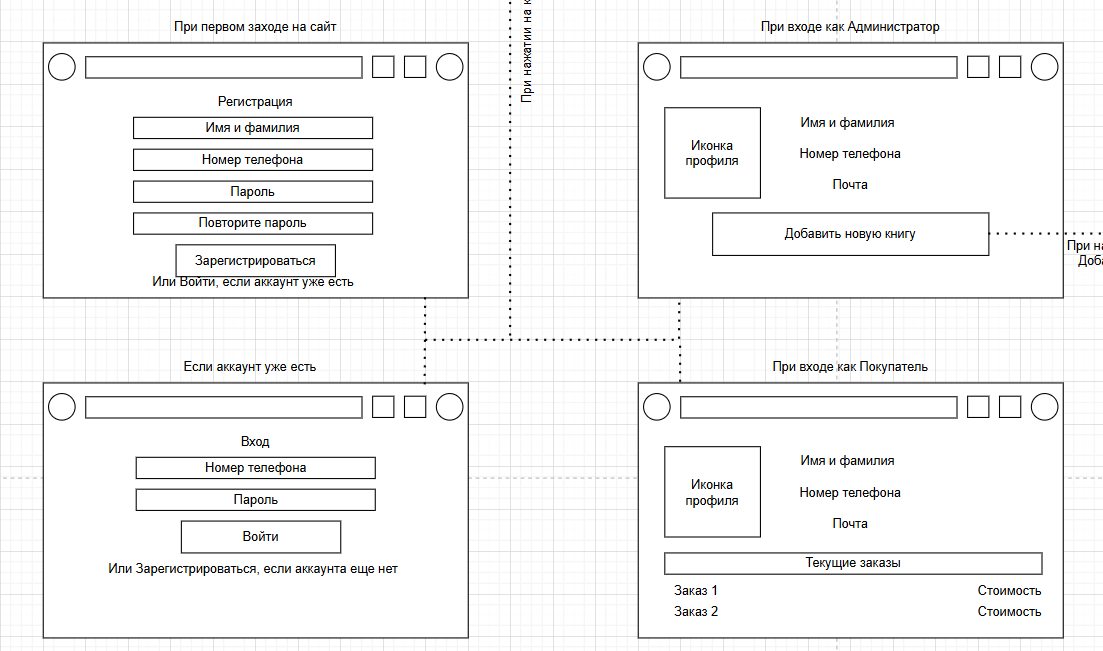 При первом заходе на сайт
Регистрация
Имя и фамилия
Номер телефона
Пароль
Повторите пароль
Зарегистрироваться
Или Войти, если аккаунт уже есть
При нажатии на
При входе как Администратор
Иконка
профиля
Имя и фамилия
Номер телефона
Почта
Добавить новую книгу
При
Если аккаунт уже есть
Вход
Номер телефона
Пароль
Войти
Или Зарегистрироваться, если аккаунта еще нет
При входе как Покупатель
Иконка
профиля
Имя и фамилия
Номер телефона
Почта
Текущие заказы
Заказ 1 Стоимость
Заказ 2 Стоимость